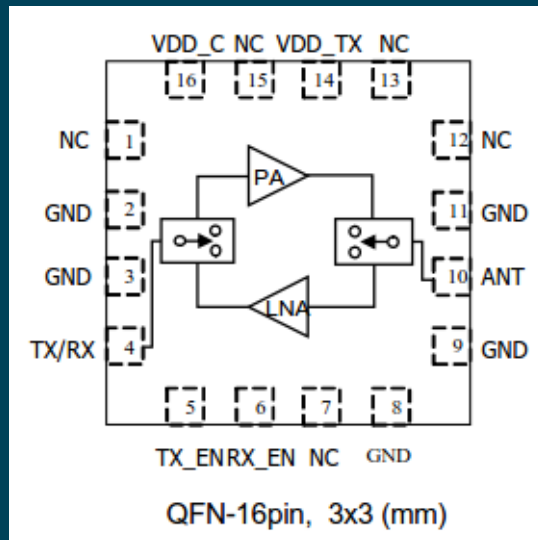 VDD_C NC VDD_TX NC
16 15 14 13
NC 1 12 NC
PA
GND 2 11 GND
GND 3 10 ANT
LNA
TX/RX 4 9 GND
5 6 7 8
TX_EN RX_EN NC GND
QFN-16pin, 3x3 (mm)